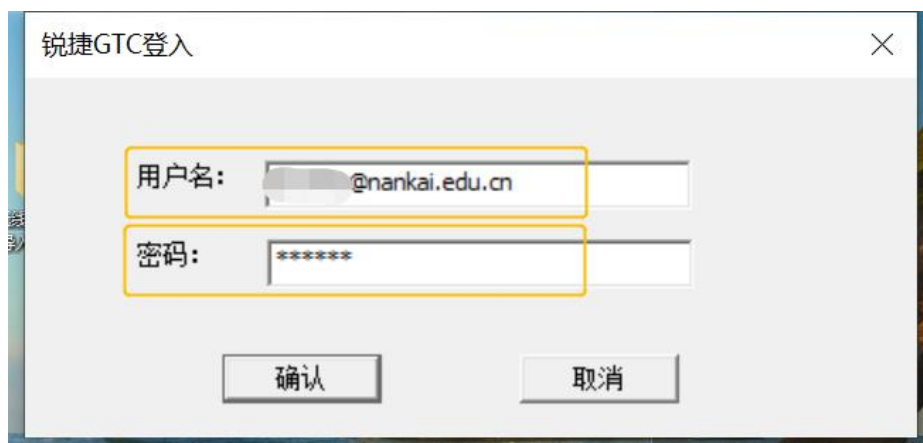 锐捷GTC登入
用户名： @nankai.edu.cn
密码： ******
确认 取消